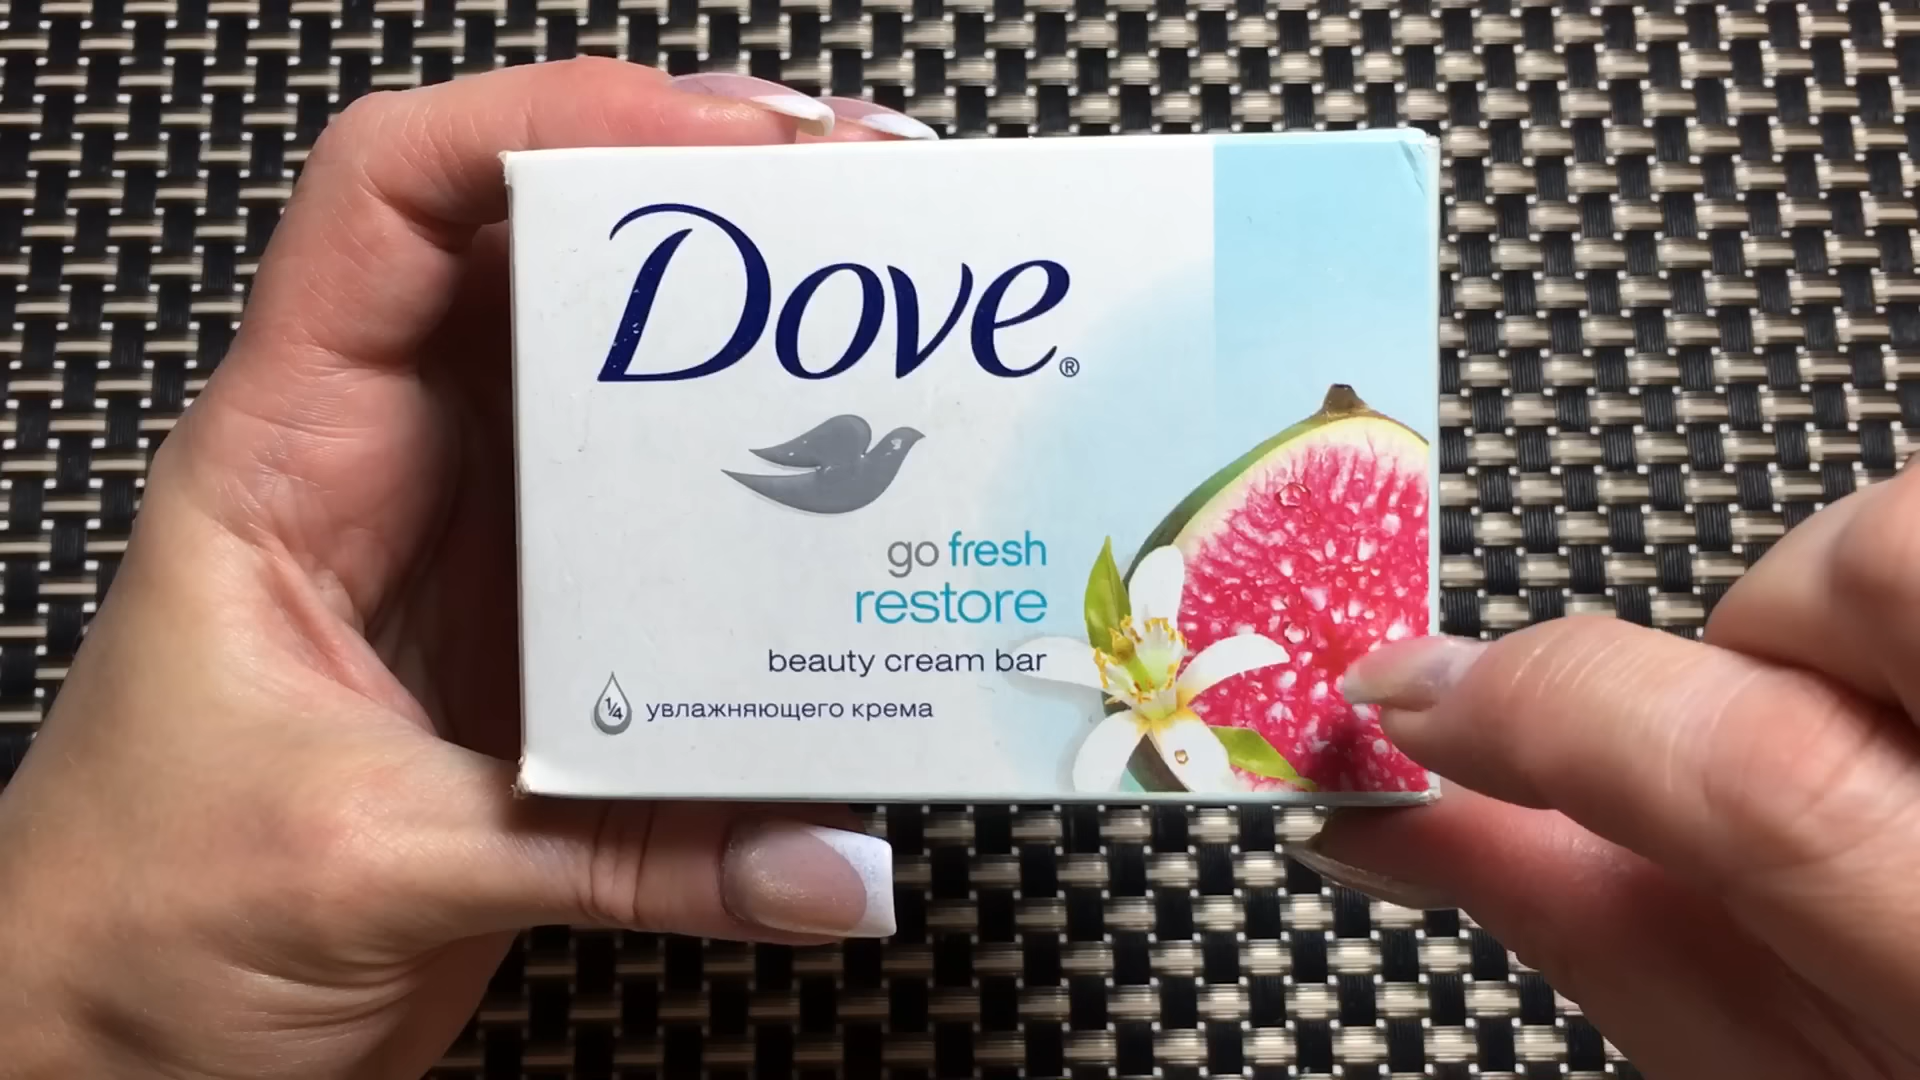 Dove®
go fresh
restore
beauty cream bar
1/4 увлажняющего крема